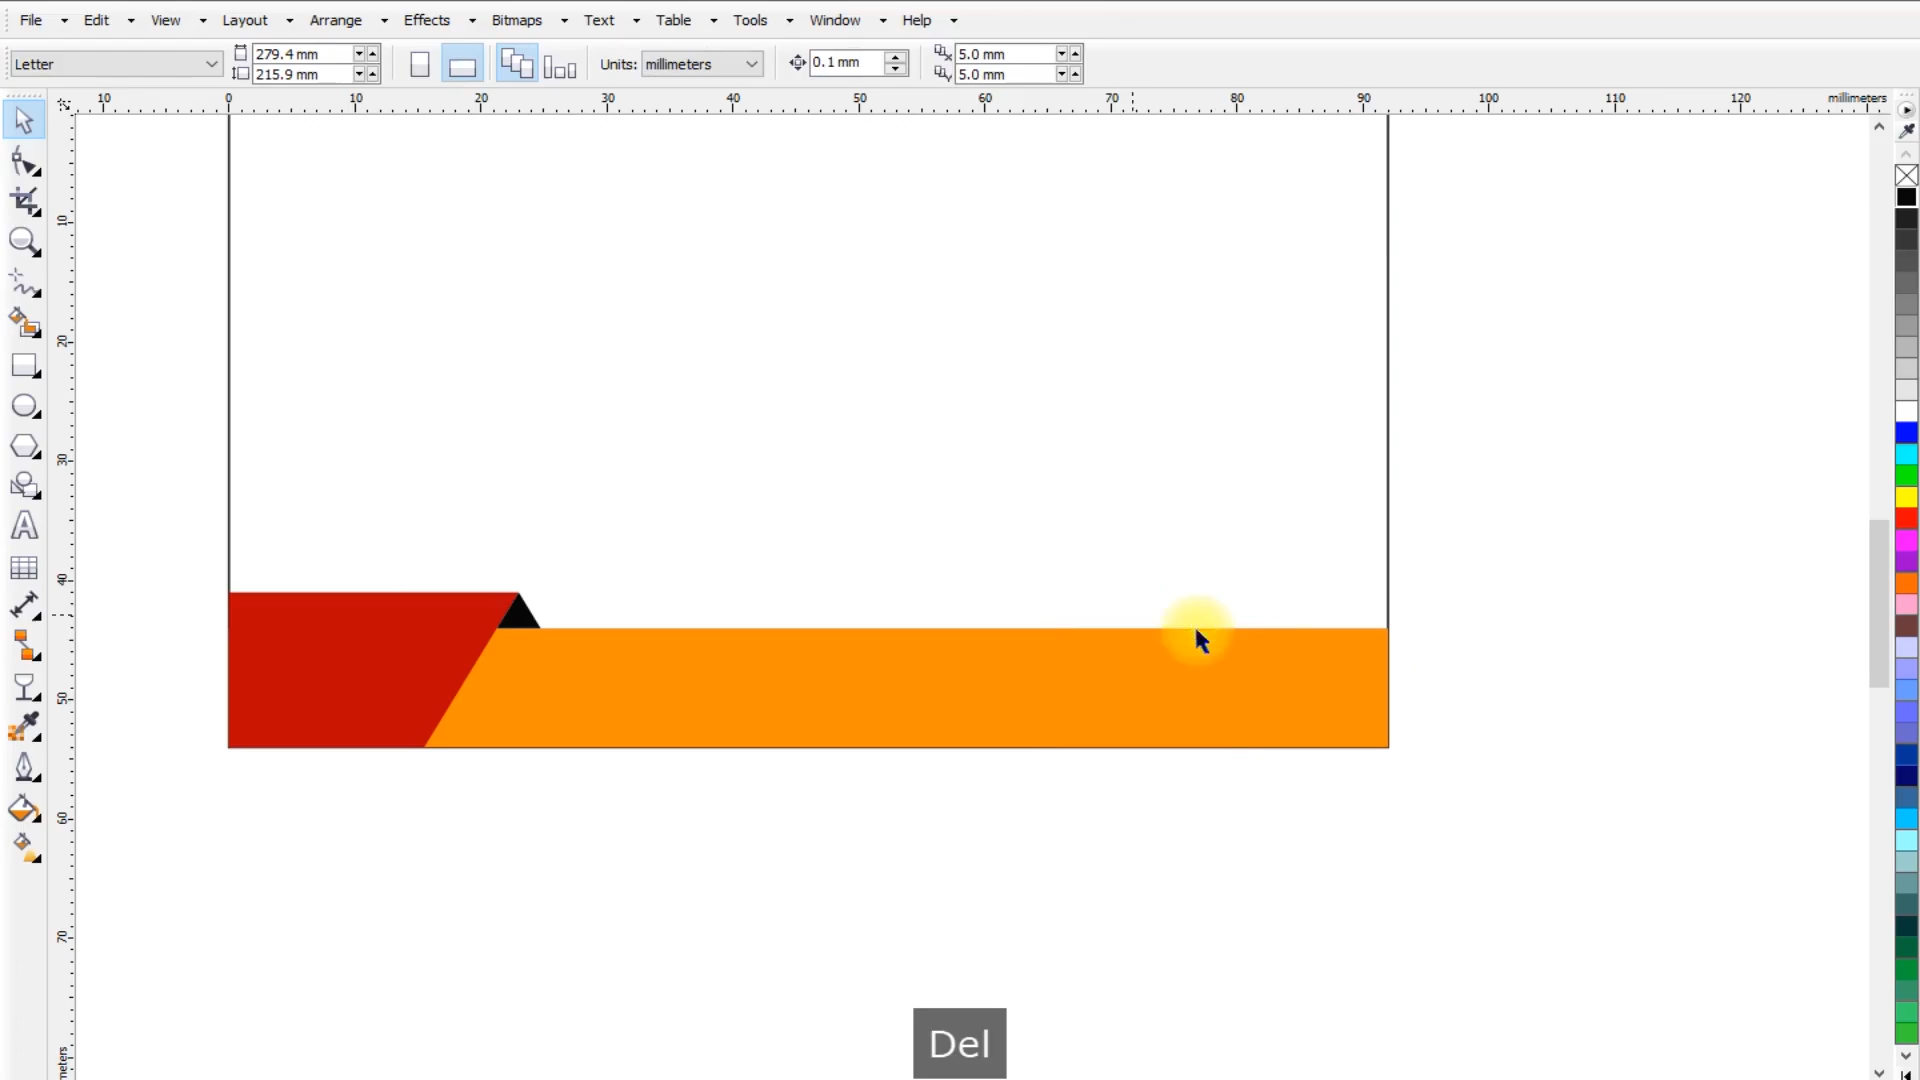 File Edit View Layout Arrange Effects Bitmaps Text Table Tools Window Help
Letter 279.4 mm 215.9 mm Units: millimeters 0.1 mm 5.0 mm 5.0 mm
10 0 10 20 30 40 50 60 70 80 90 100 110 120 millimeters
10
20
30
40
50
60
70
meters
Del